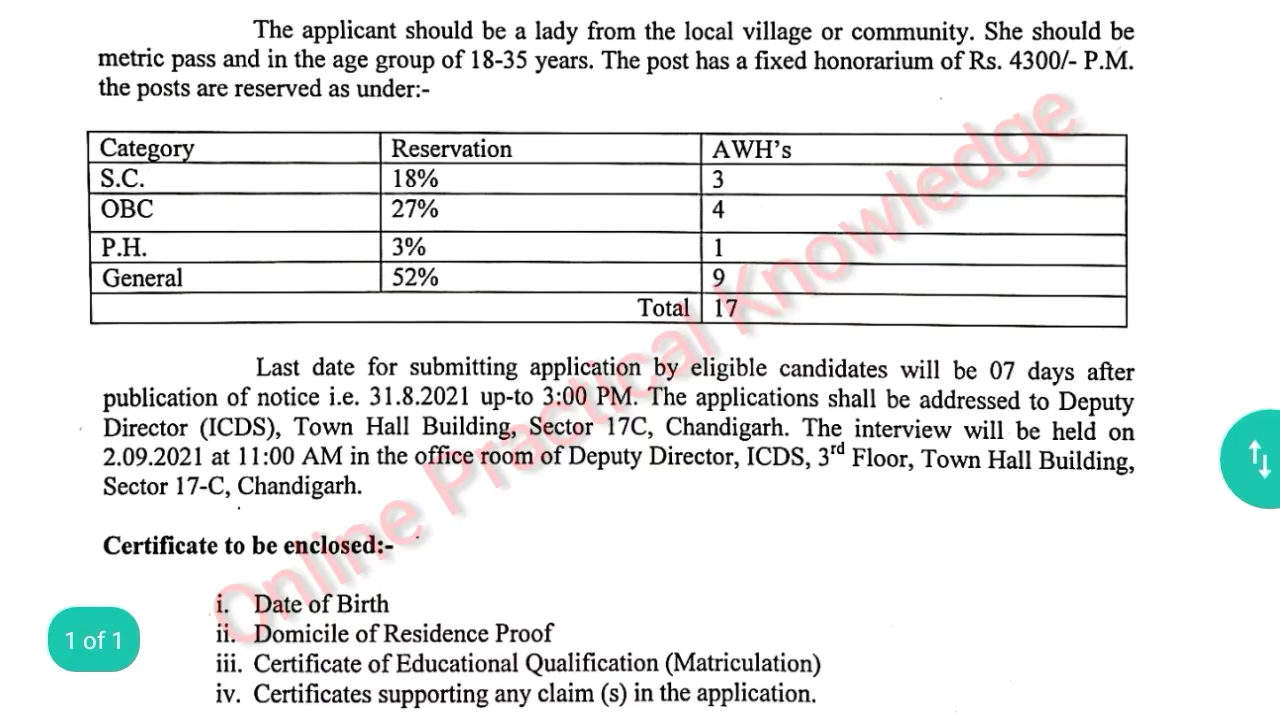 The applicant should be a lady from the local village or community. She should be
metric pass and in the age group of 18-35 years. The post has a fixed honorarium of Rs. 4300/- P.M.
the posts are reserved as under:-
Category Reservation AWH's
S.C. 18% 3
OBC 27% 4
P.H. 3% 1
General 52% 9
Total 17
Last date for submitting application by eligible candidates will be 07 days after
publication of notice i.e. 31.8.2021 up-to 3:00 PM. The applications shall be addressed to Deputy
Director (ICDS), Town Hall Building, Sector 17C, Chandigarh. The interview will be held on
2.09.2021 at 11:00 AM in the office room of Deputy Director, ICDS, 3rd Floor, Town Hall Building,
Sector 17-C, Chandigarh.
Certificate to be enclosed:-
i. Date of Birth
ii. Domicile of Residence Proof
iii. Certificate of Educational Qualification (Matriculation)
iv. Certificates supporting any claim (s) in the application.
1 of 1
Online Practical Knowledge